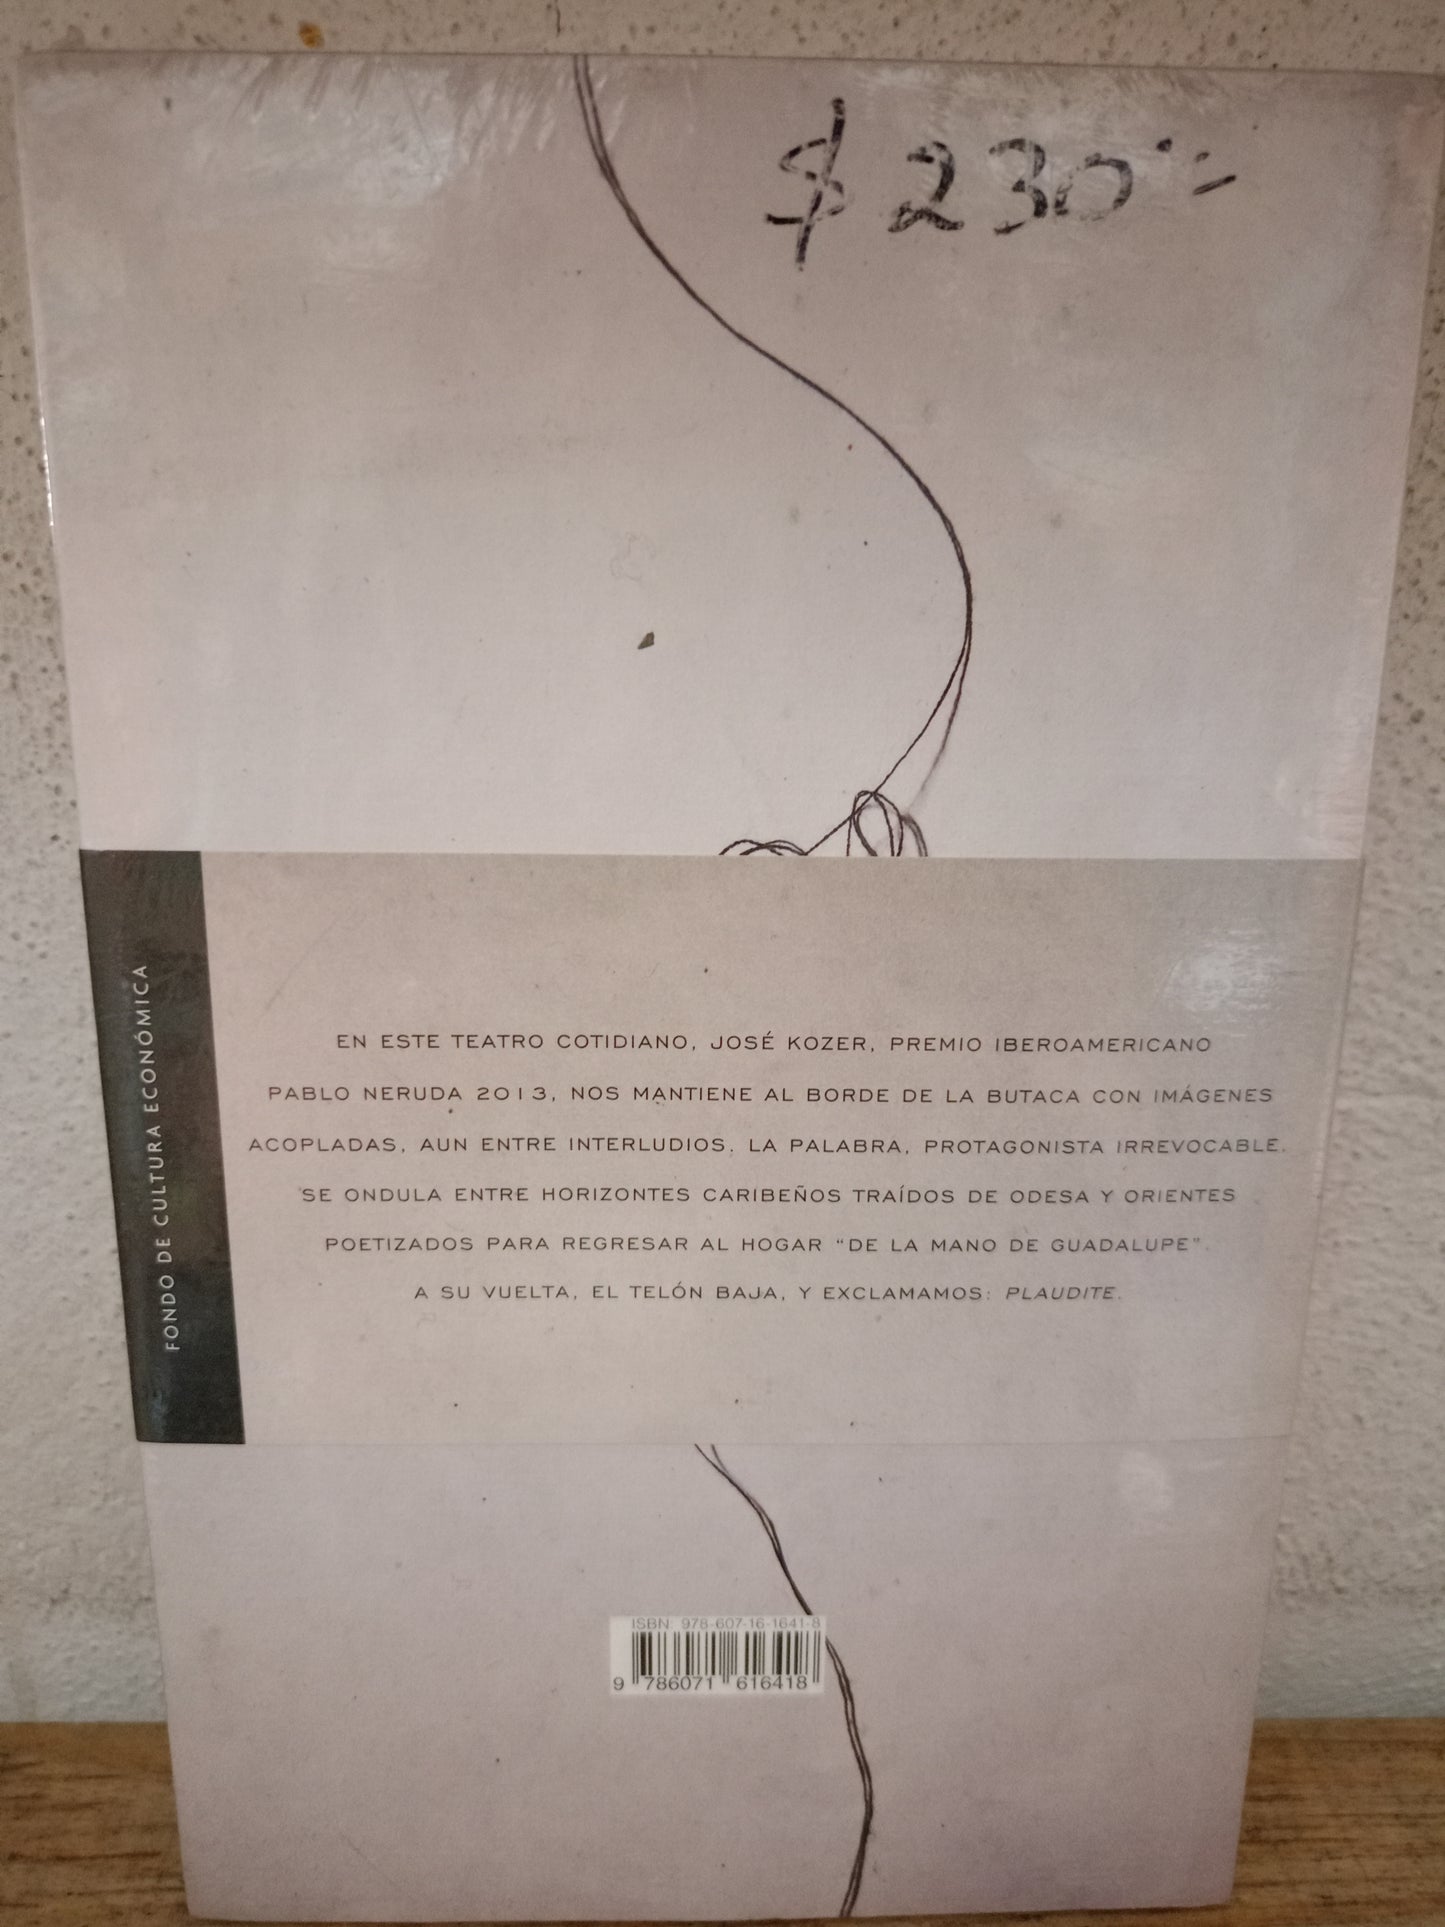 $ 230.=
FONDO DE CULTURA ECONÓMICA
EN ESTE TEATRO COTIDIANO, JOSÉ KOZER, PREMIO IBEROAMERICANO
PABLO NERUDA 2013, NOS MANTIENE AL BORDE DE LA BUTACA CON IMÁGENES
ACOPLADAS, AUN ENTRE INTERLUDIOS. LA PALABRA, PROTAGONISTA IRREVOCABLE,
SE ONDULA ENTRE HORIZONTES CARIBEÑOS TRAÍDOS DE ODESA Y ORIENTES
POETIZADOS PARA REGRESAR AL HOGAR “DE LA MANO DE GUADALUPE”.
A SU VUELTA, EL TELÓN BAJA, Y EXCLAMAMOS: PLAUDITE.
ISBN: 978-607-16-1641-8
9 786071 616418